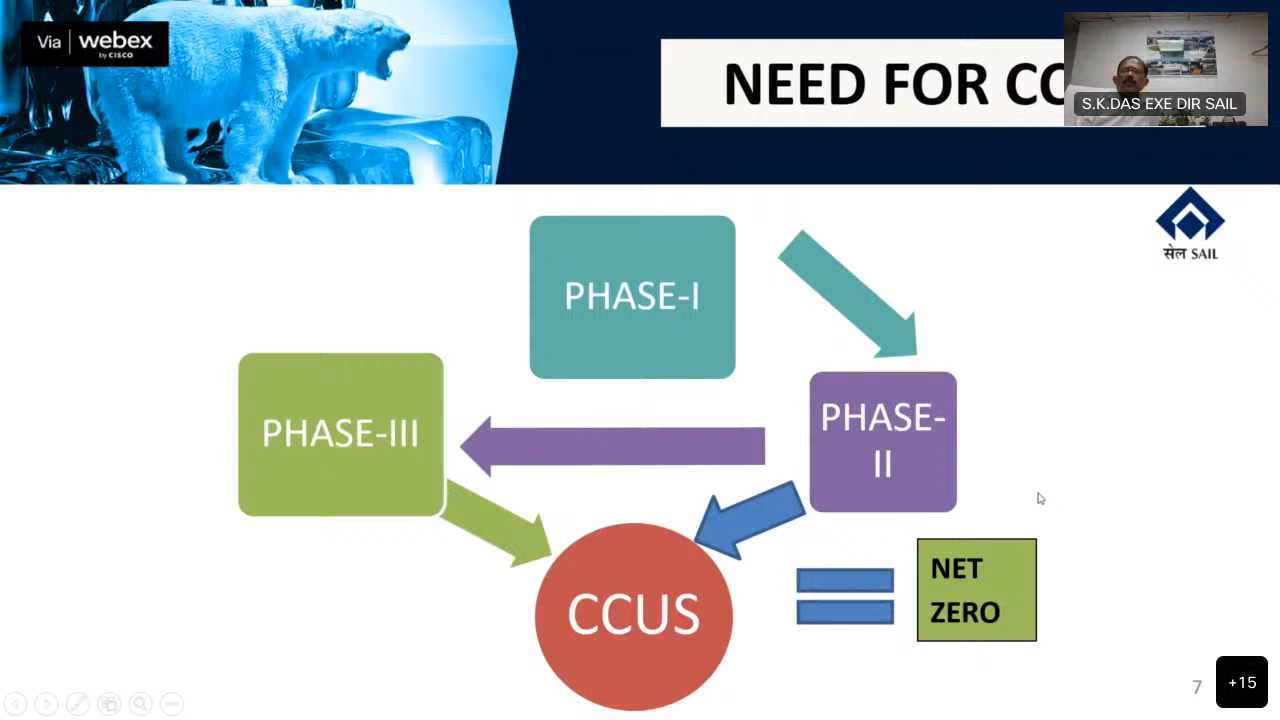 Via webex
by CISCO
NEED FOR CC
S.K.DAS EXE DIR SAIL
सेल SAIL
PHASE-I
PHASE-III
PHASE-
II
CCUS
NET
ZERO
7
+15